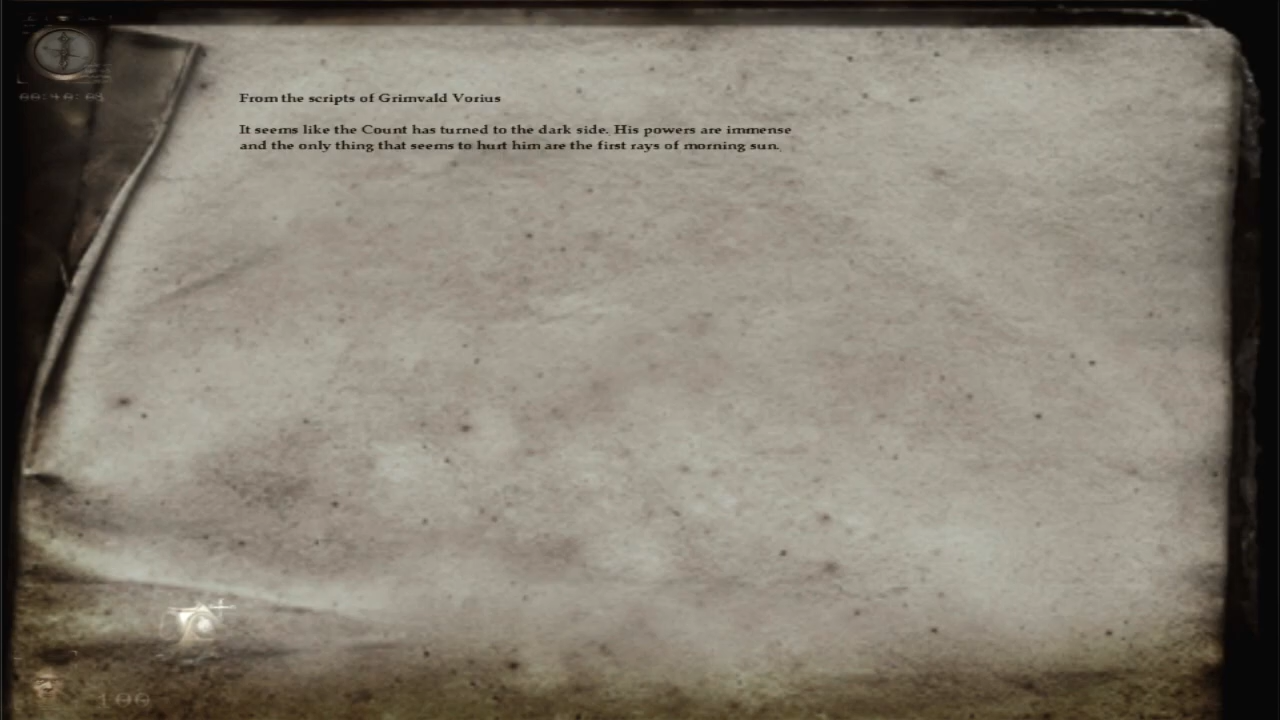 From the scripts of Grimvald Vorius
It seems like the Count has turned to the dark side. His powers are immense
and the only thing that seems to hurt him are the first rays of morning sun.
100